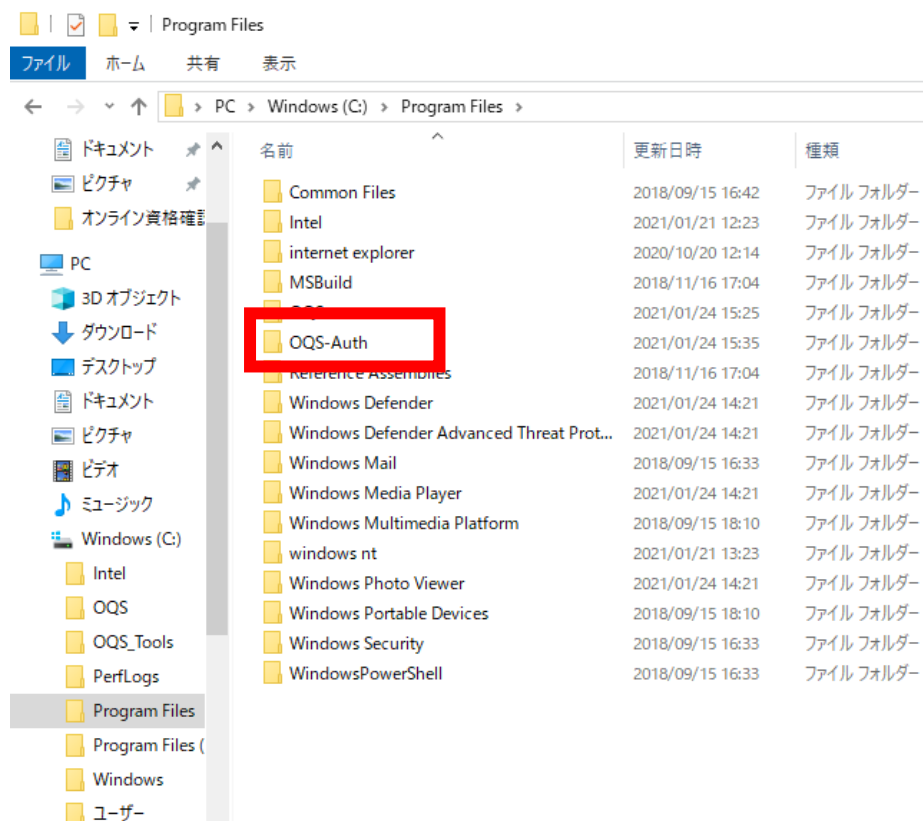 Program Files
ファイル ホーム 共有 表示
PC Windows (C:) Program Files
名前 更新日時 種類
ドキュメント
ピクチャ
オンライン資格確認
PC
3D オブジェクト
ダウンロード
デスクトップ
ドキュメント
ピクチャ
ビデオ
ミュージック
Windows (C:)
Intel
OQS
OQS_Tools
PerfLogs
Program Files
Program Files (
Windows
ユーザー
Common Files 2018/09/15 16:42 ファイル フォルダー
Intel 2021/01/21 12:23 ファイル フォルダー
internet explorer 2020/10/20 12:14 ファイル フォルダー
MSBuild 2018/11/16 17:04 ファイル フォルダー
2021/01/24 15:25 ファイル フォルダー
OQS-Auth 2021/01/24 15:35 ファイル フォルダー
Reference Assemblies 2018/11/16 17:04 ファイル フォルダー
Windows Defender 2021/01/24 14:21 ファイル フォルダー
Windows Defender Advanced Threat Prot... 2021/01/24 14:21 ファイル フォルダー
Windows Mail 2018/09/15 16:33 ファイル フォルダー
Windows Media Player 2021/01/24 14:21 ファイル フォルダー
Windows Multimedia Platform 2018/09/15 18:10 ファイル フォルダー
windows nt 2021/01/21 13:23 ファイル フォルダー
Windows Photo Viewer 2021/01/24 14:21 ファイル フォルダー
Windows Portable Devices 2018/09/15 18:10 ファイル フォルダー
Windows Security 2018/09/15 16:33 ファイル フォルダー
WindowsPowerShell 2018/09/15 16:33 ファイル フォルダー